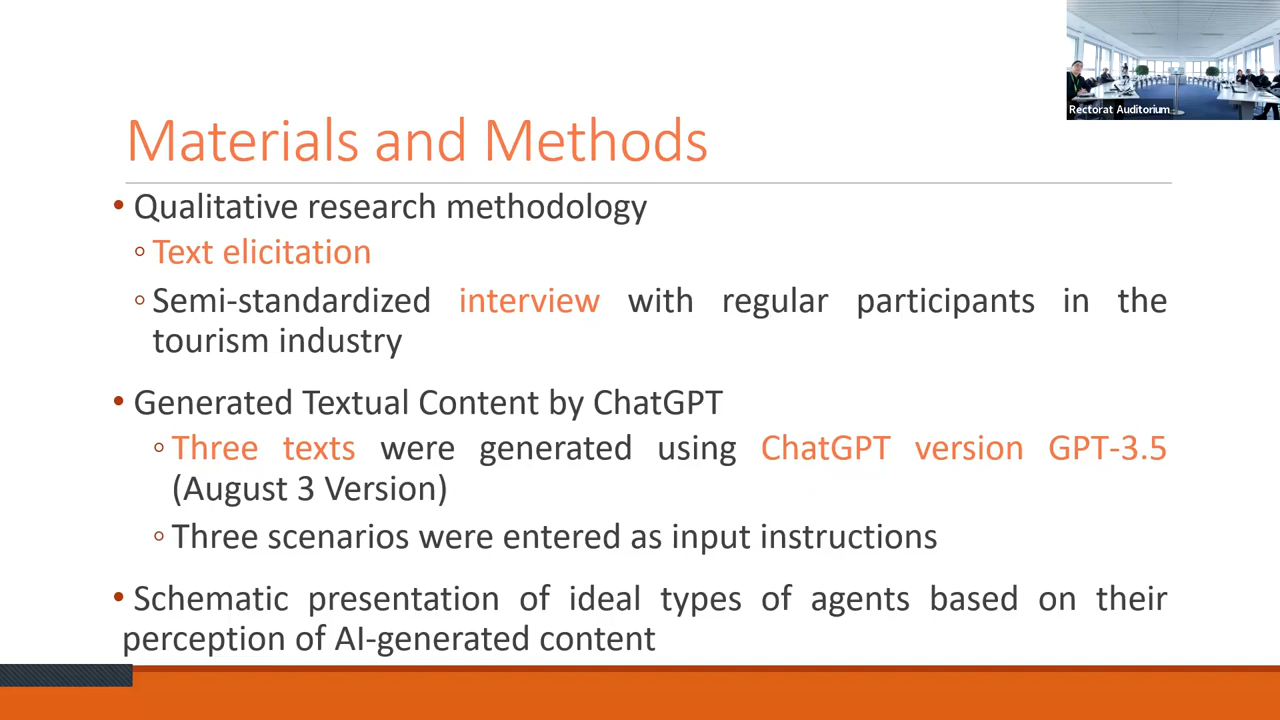 Rectorat Auditorium
Materials and Methods
• Qualitative research methodology
◦ Text elicitation
◦ Semi-standardized interview with regular participants in the
tourism industry
• Generated Textual Content by ChatGPT
◦ Three texts were generated using ChatGPT version GPT-3.5
(August 3 Version)
◦ Three scenarios were entered as input instructions
• Schematic presentation of ideal types of agents based on their
perception of AI-generated content